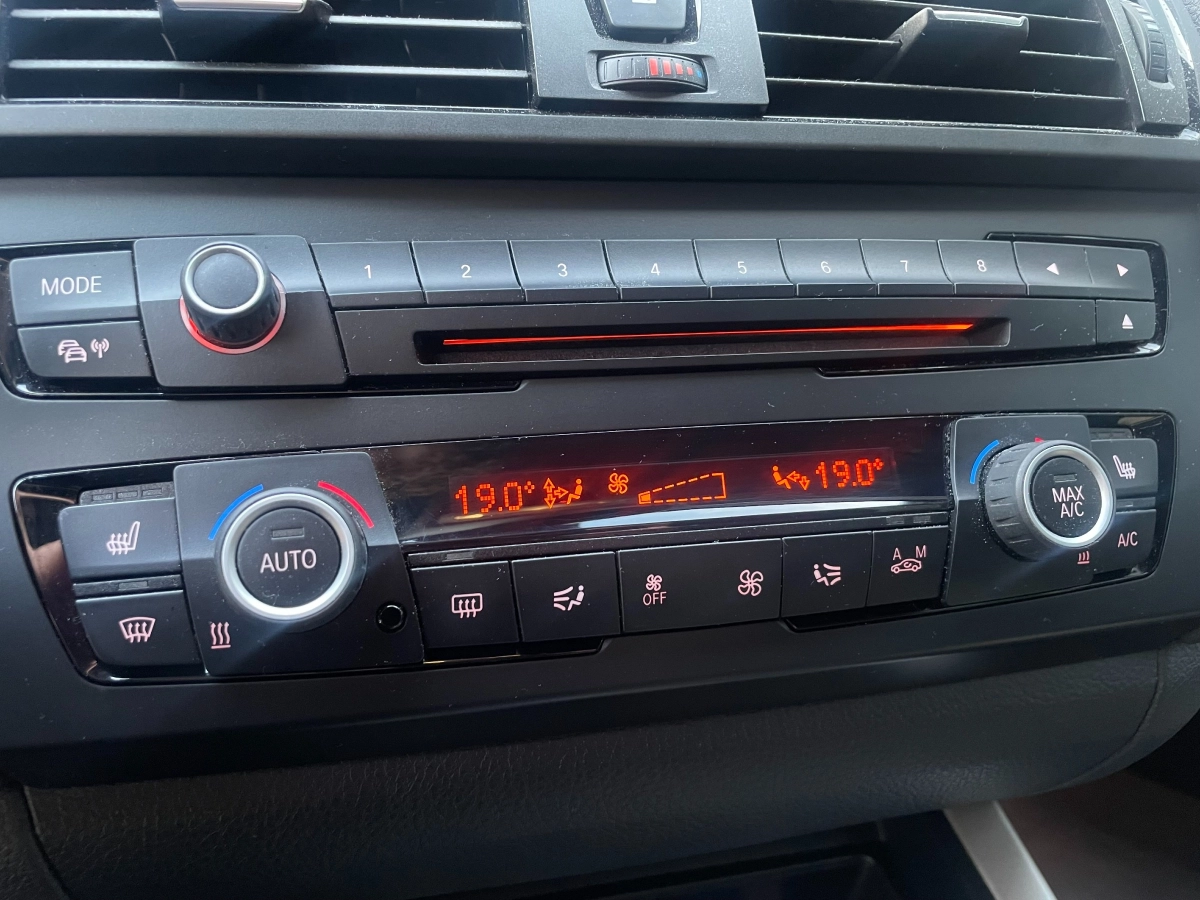 MODE
1 2 3 4 5 6 7 8
19.0° 19.0°
AUTO
MAX
A/C
A/C
OFF
A M